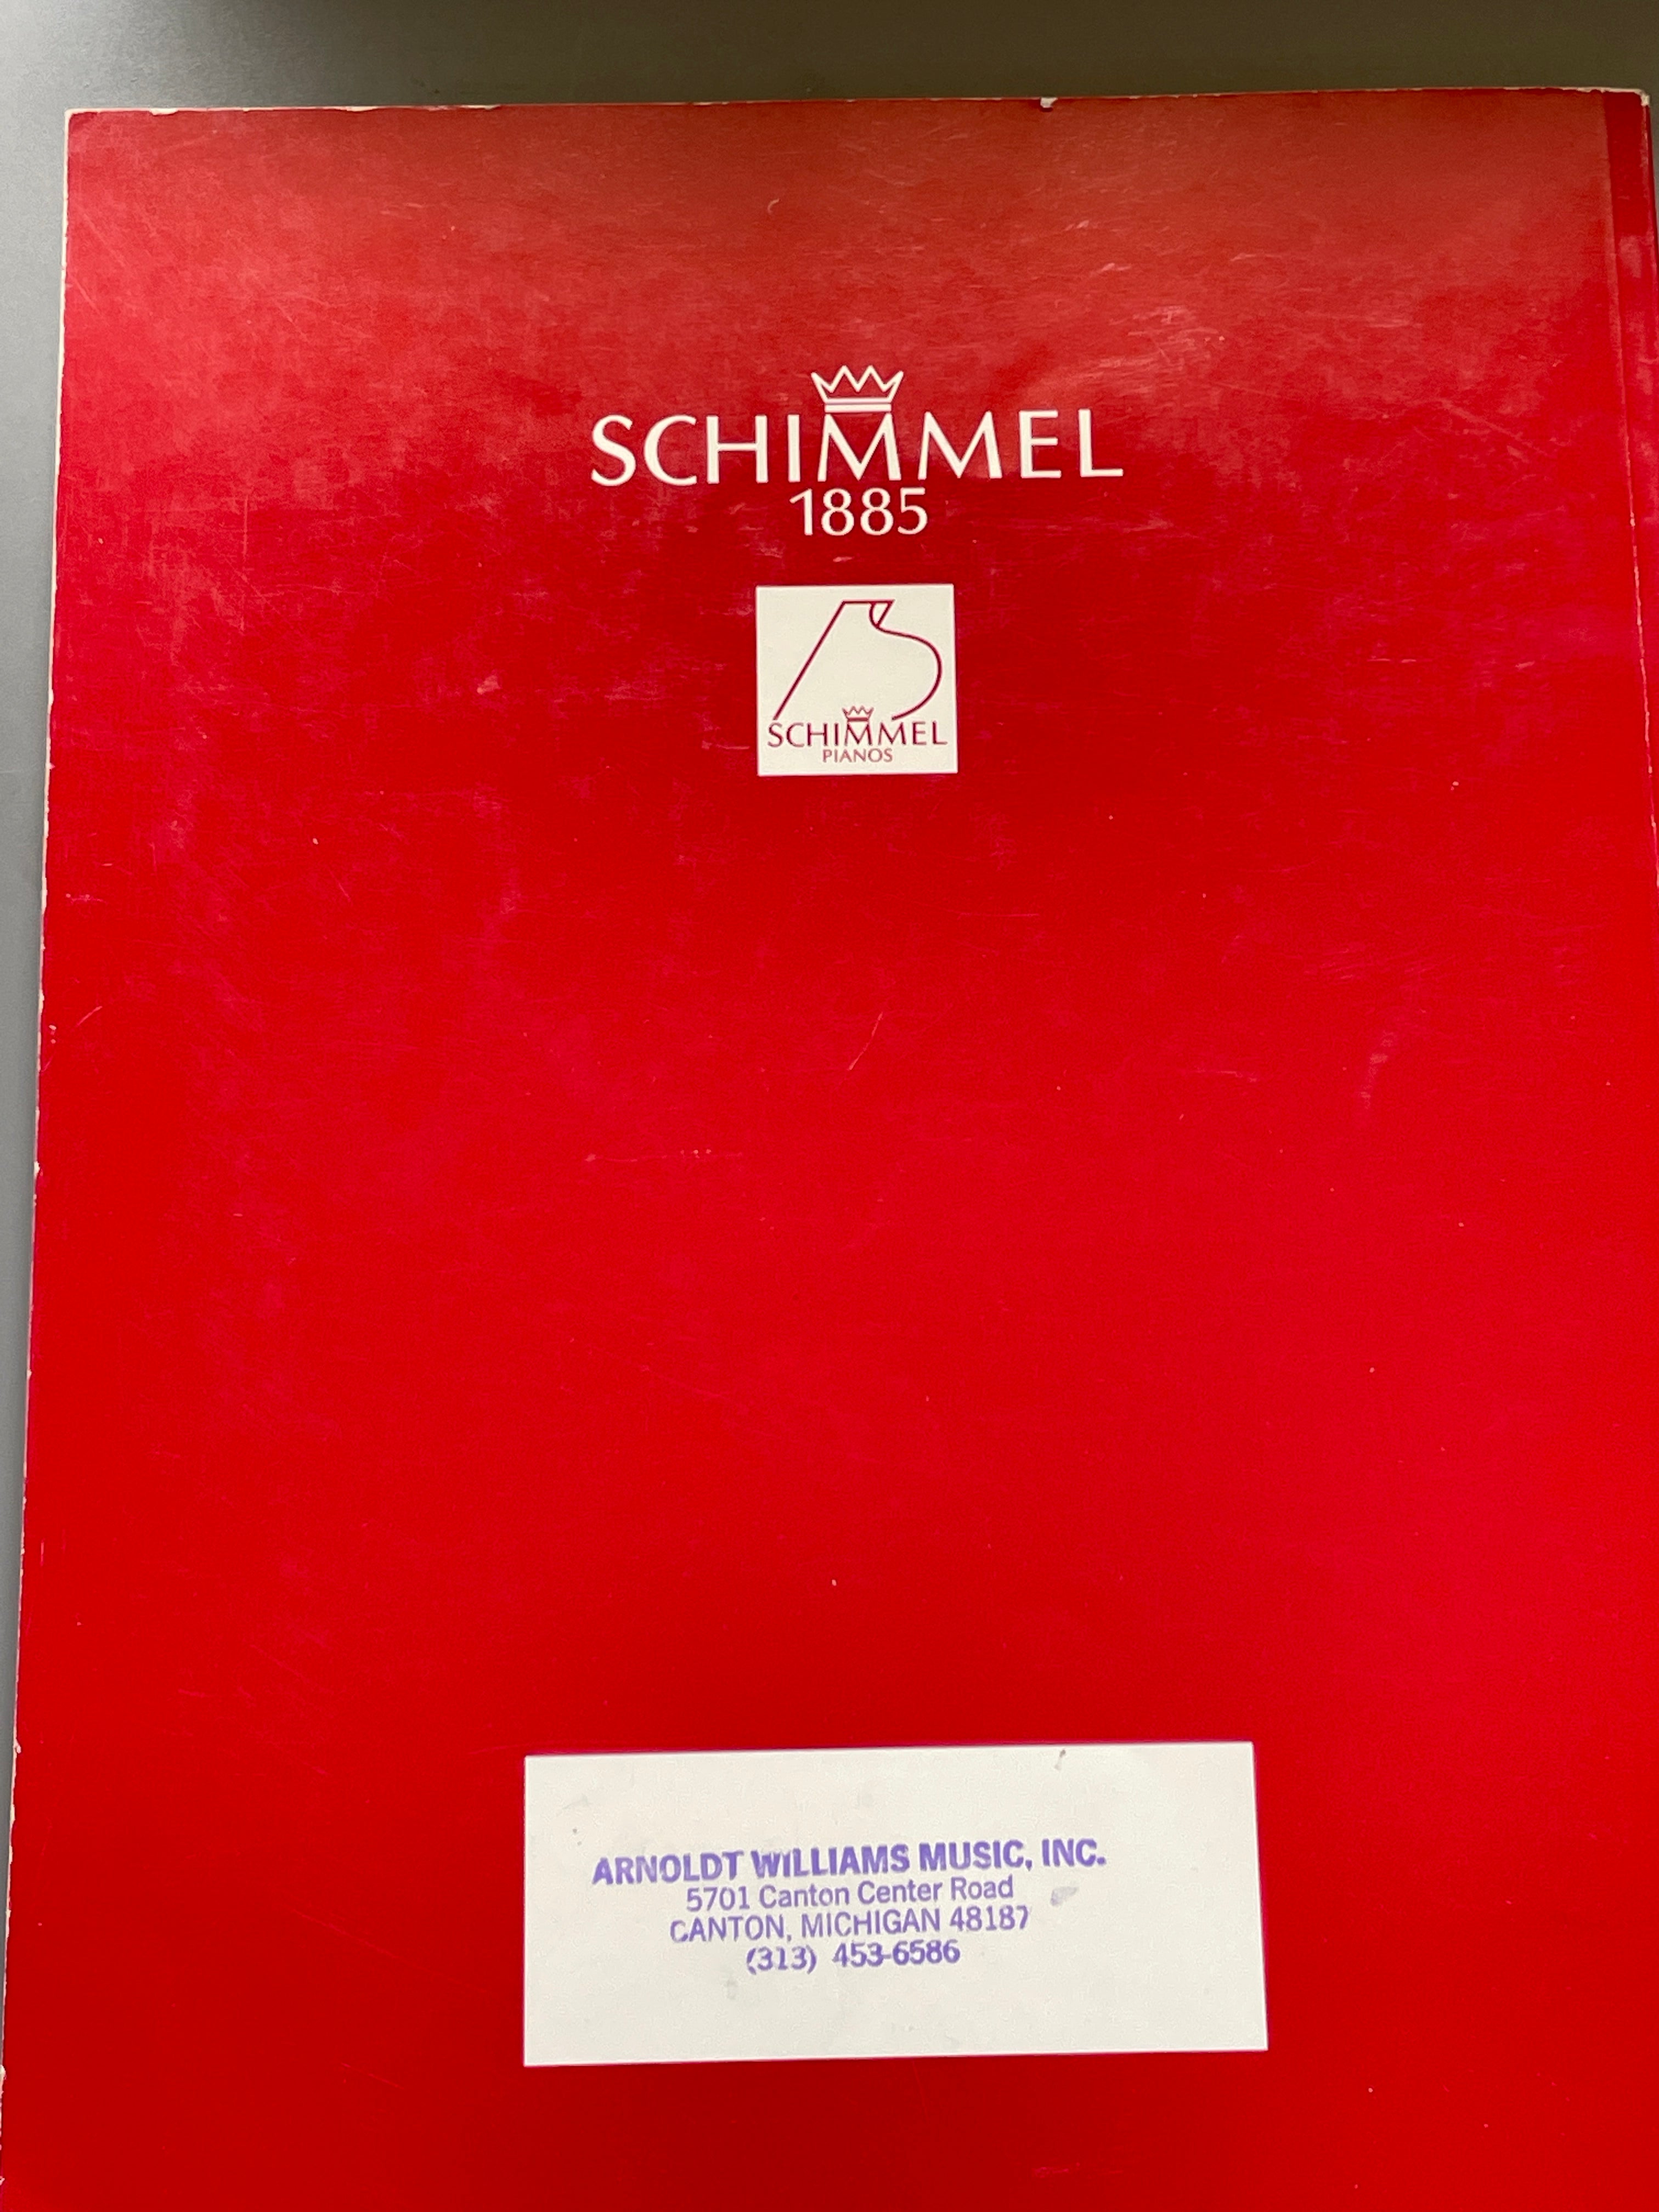 SCHIMMEL
1885
SCHIMMEL
PIANOS
ARNOLDT WILLIAMS MUSIC, INC.
5701 Canton Center Road
CANTON, MICHIGAN 48187
(313) 453-6586